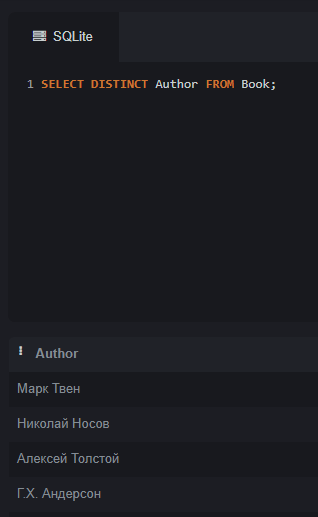 SQLite
1 SELECT DISTINCT Author FROM Book;
Author
Марк Твен
Николай Носов
Алексей Толстой
Г.Х. Андерсон